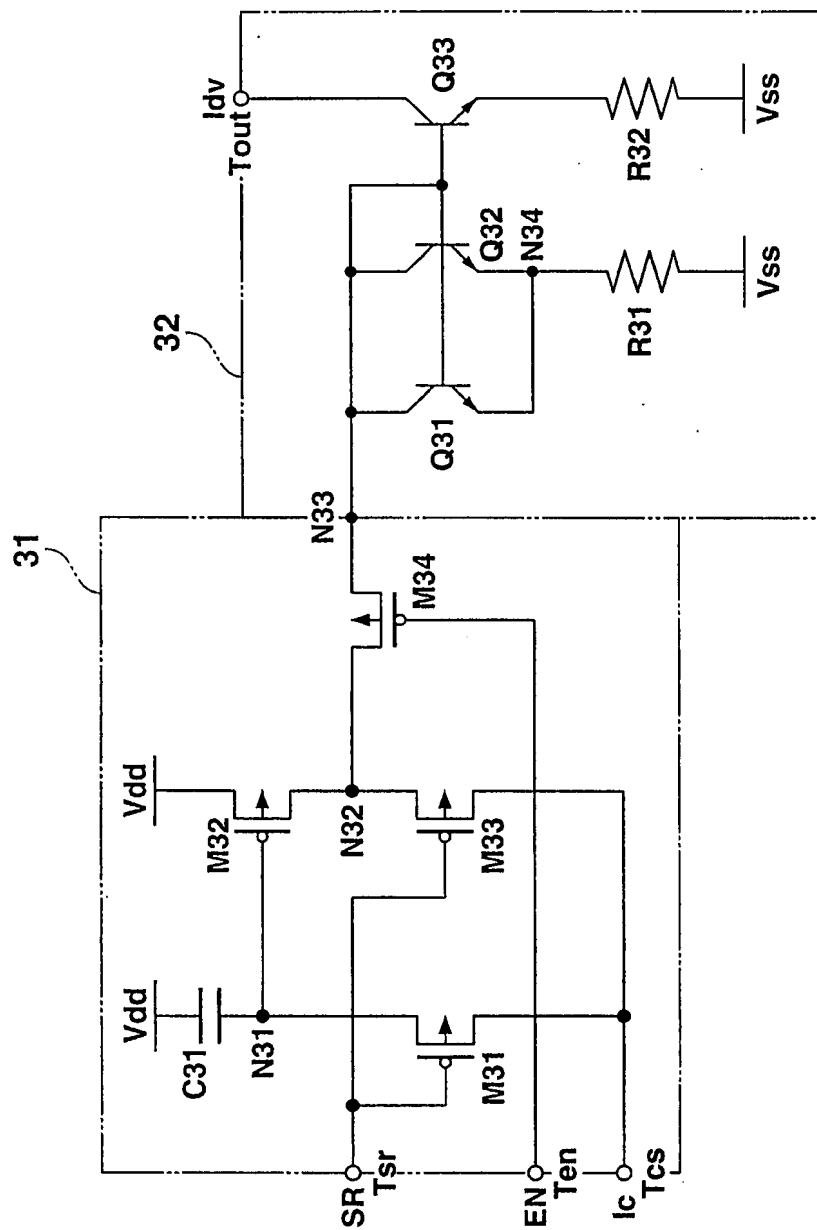 31
32
Vdd
Vdd
C31
N31
M32
N32
M31
M33
M34
N33
SR
Tsr
EN
Ten
Ic
Tcs
Idv
Tout
Q31
Q32
Q33
N34
R31
R32
Vss
Vss